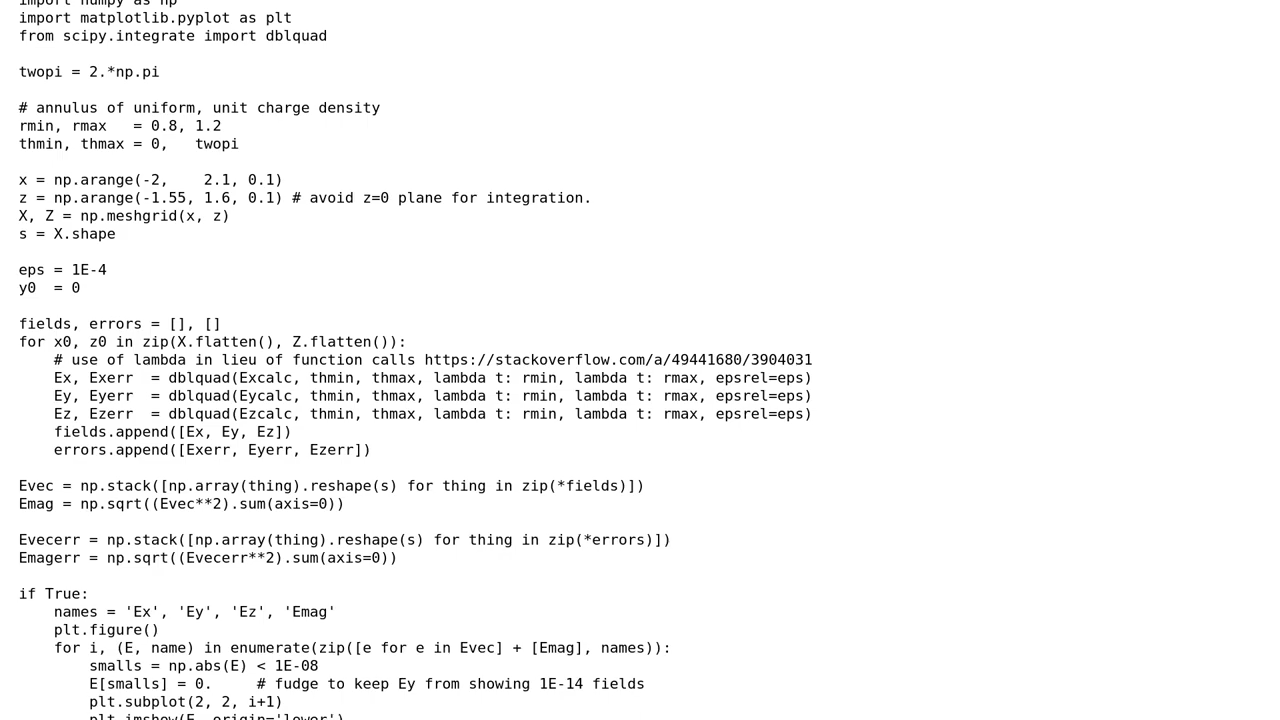 import numpy as np
import matplotlib.pyplot as plt
from scipy.integrate import dblquad

twopi = 2.*np.pi

# annulus of uniform, unit charge density
rmin, rmax   = 0.8, 1.2
thmin, thmax = 0,   twopi

x = np.arange(-2,    2.1, 0.1)
z = np.arange(-1.55, 1.6, 0.1) # avoid z=0 plane for integration.
X, Z = np.meshgrid(x, z)
s = X.shape

eps = 1E-4
y0  = 0

fields, errors = [], []
for x0, z0 in zip(X.flatten(), Z.flatten()):
    # use of lambda in lieu of function calls https://stackoverflow.com/a/49441680/3904031
    Ex, Exerr  = dblquad(Excalc, thmin, thmax, lambda t: rmin, lambda t: rmax, epsrel=eps)
    Ey, Eyerr  = dblquad(Eycalc, thmin, thmax, lambda t: rmin, lambda t: rmax, epsrel=eps)
    Ez, Ezerr  = dblquad(Ezcalc, thmin, thmax, lambda t: rmin, lambda t: rmax, epsrel=eps)
    fields.append([Ex, Ey, Ez])
    errors.append([Exerr, Eyerr, Ezerr])

Evec = np.stack([np.array(thing).reshape(s) for thing in zip(*fields)])
Emag = np.sqrt((Evec**2).sum(axis=0))

Evecerr = np.stack([np.array(thing).reshape(s) for thing in zip(*errors)])
Emagerr = np.sqrt((Evecerr**2).sum(axis=0))

if True:
    names = 'Ex', 'Ey', 'Ez', 'Emag'
    plt.figure()
    for i, (E, name) in enumerate(zip([e for e in Evec] + [Emag], names)):
        smalls = np.abs(E) < 1E-08
        E[smalls] = 0.     # fudge to keep Ey from showing 1E-14 fields
        plt.subplot(2, 2, i+1)
        plt.imshow(E, origin='lower')